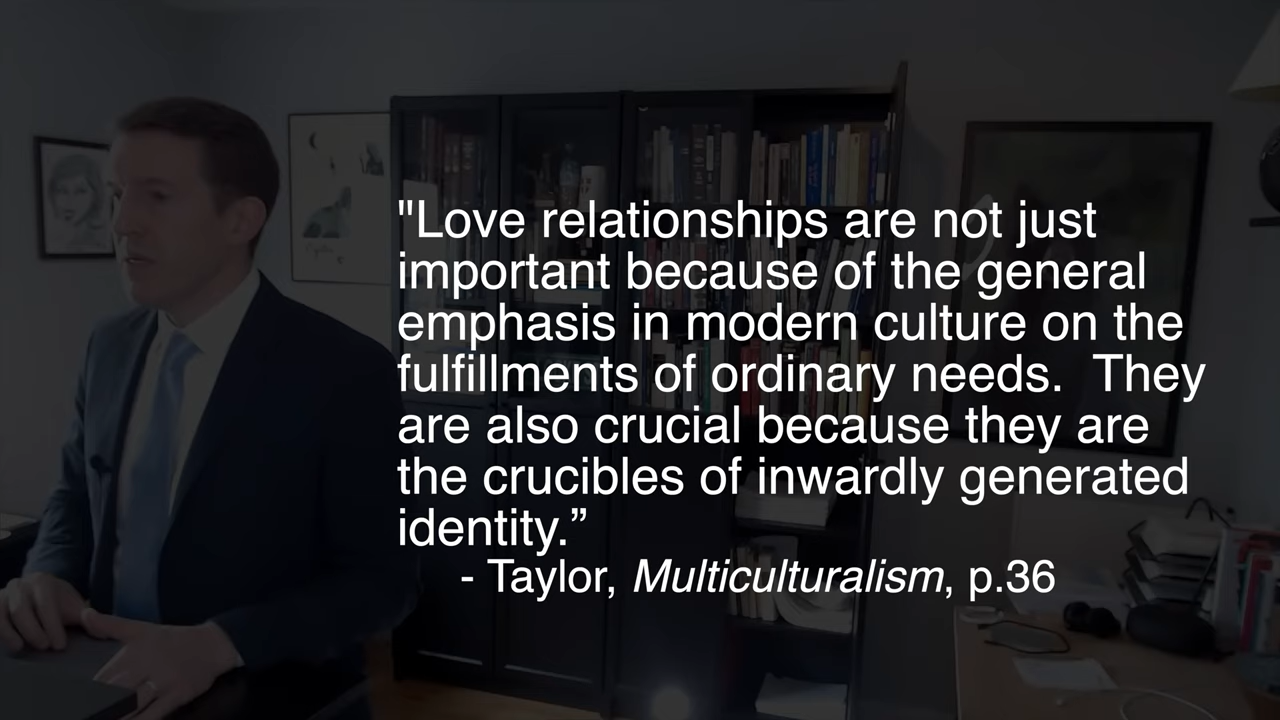 "Love relationships are not just
important because of the general
emphasis in modern culture on the
fulfillments of ordinary needs.  They
are also crucial because they are
the crucibles of inwardly generated
identity.”
- Taylor, Multiculturalism, p.36